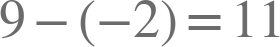 9 − (−2) = 11